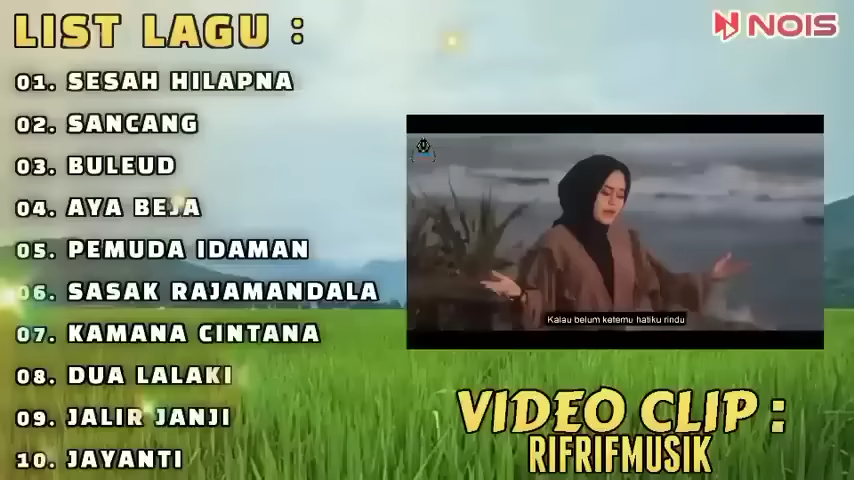 LIST LAGU :
NOIS
01. SESAH HILAPNA
02. SANCANG
03. BULEUD
04. AYA BEJA
05. PEMUDA IDAMAN
06. SASAK RAJAMANDALA
07. KAMANA CINTANA
08. DUA LALAKI
09. JALIR JANJI
10. JAYANTI
Kalau belum ketemu hatiku rindu
VIDEO CLIP :
RIFRIFMUSIK